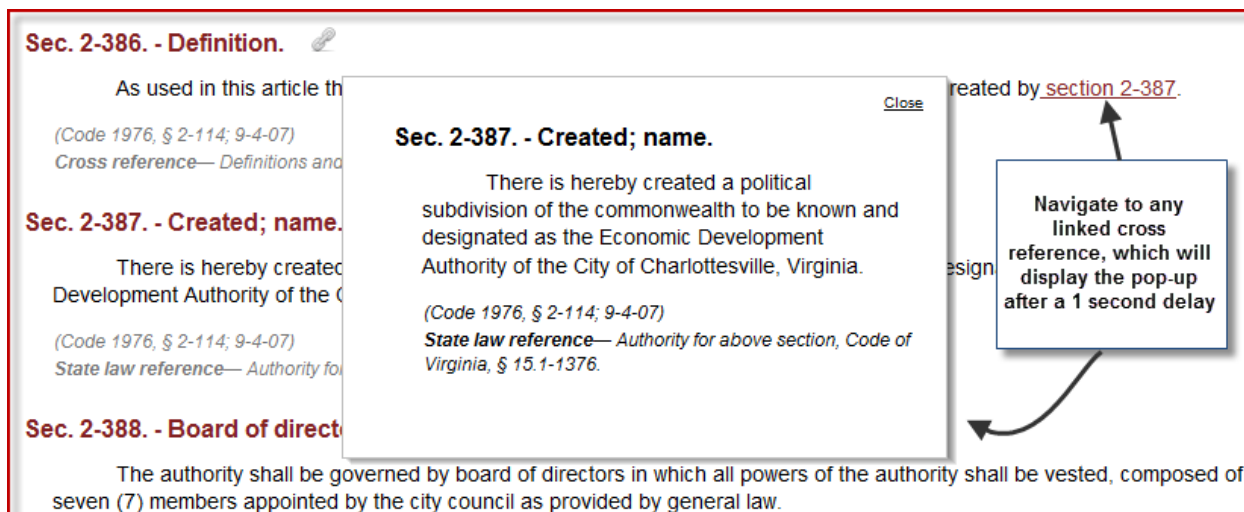 Sec. 2-386. - Definition.
As used in this article th
reated by section 2-387.
(Code 1976, § 2-114; 9-4-07)
Cross reference— Definitions and
Sec. 2-387. - Created; name.
There is hereby created
esign
Development Authority of the C
(Code 1976, § 2-114; 9-4-07)
State law reference— Authority fo
Sec. 2-388. - Board of direct
The authority shall be governed by board of directors in which all powers of the authority shall be vested, composed of
seven (7) members appointed by the city council as provided by general law.
Close
Sec. 2-387. - Created; name.
There is hereby created a political
subdivision of the commonwealth to be known and
designated as the Economic Development
Authority of the City of Charlottesville, Virginia.
(Code 1976, § 2-114; 9-4-07)
State law reference— Authority for above section, Code of
Virginia, § 15.1-1376.
Navigate to any
linked cross
reference, which will
display the pop-up
after a 1 second delay